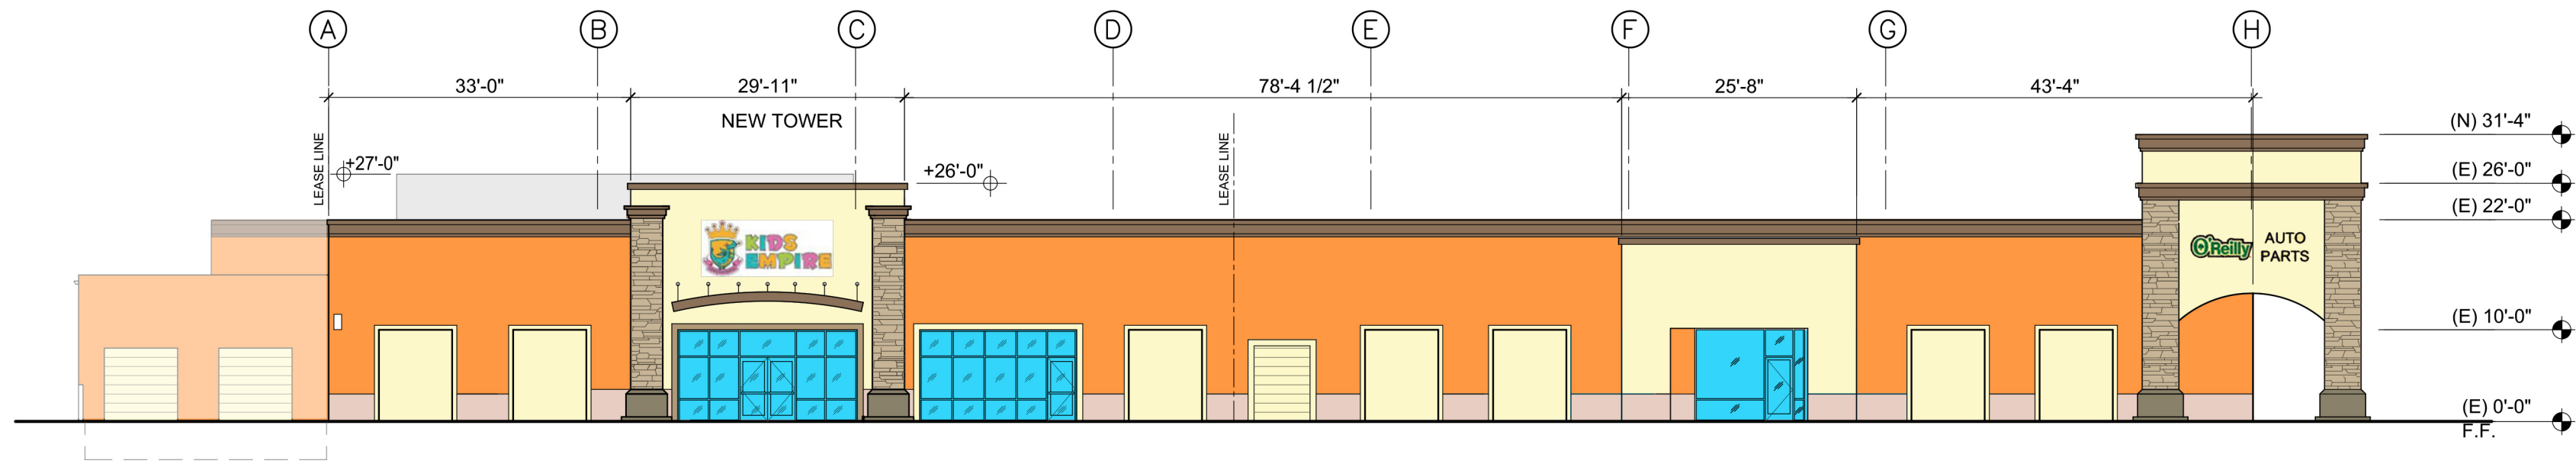 A B C D E F G H
33'-0" 29'-11" 78'-4 1/2" 25'-8" 43'-4"
NEW TOWER
LEASE LINE
+27'-0"
+26'-0"
LEASE LINE
(N) 31'-4"
(E) 26'-0"
(E) 22'-0"
KIDS
EMPIRE
O'Reilly AUTO
PARTS
(E) 10'-0"
(E) 0'-0"
F.F.